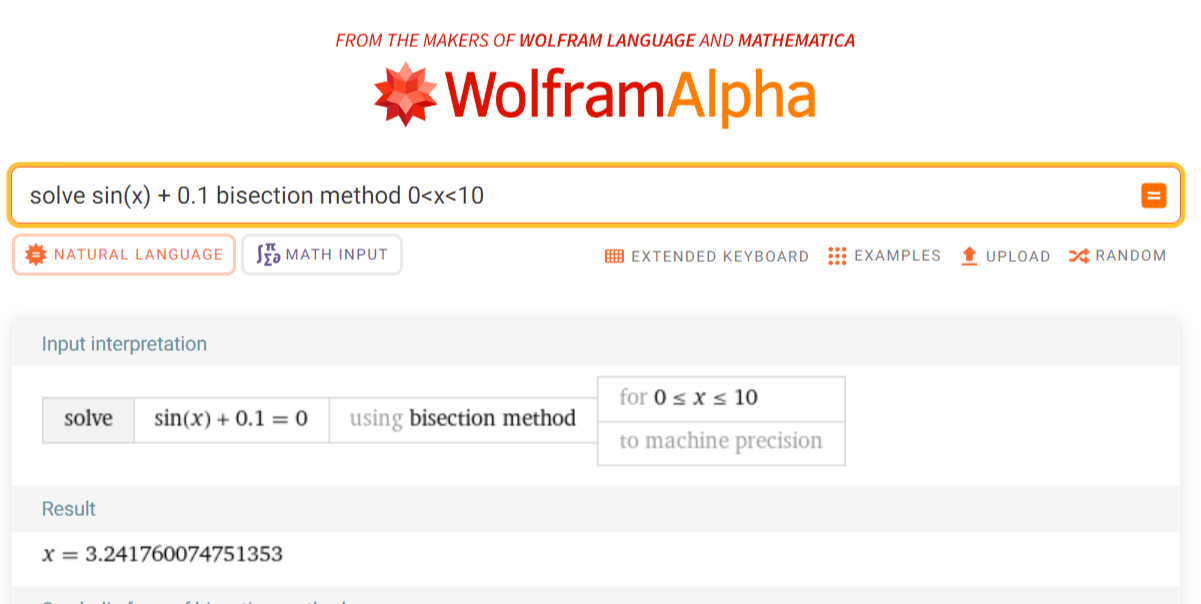 FROM THE MAKERS OF WOLFRAM LANGUAGE AND MATHEMATICA
WolframAlpha
solve sin(x) + 0.1 bisection method 0<x<10
NATURAL LANGUAGE
MATH INPUT
EXTENDED KEYBOARD
EXAMPLES
UPLOAD
RANDOM
Input interpretation
solve
sin(x) + 0.1 = 0
using bisection method
for 0 ≤ x ≤ 10
to machine precision
Result
x = 3.241760074751353